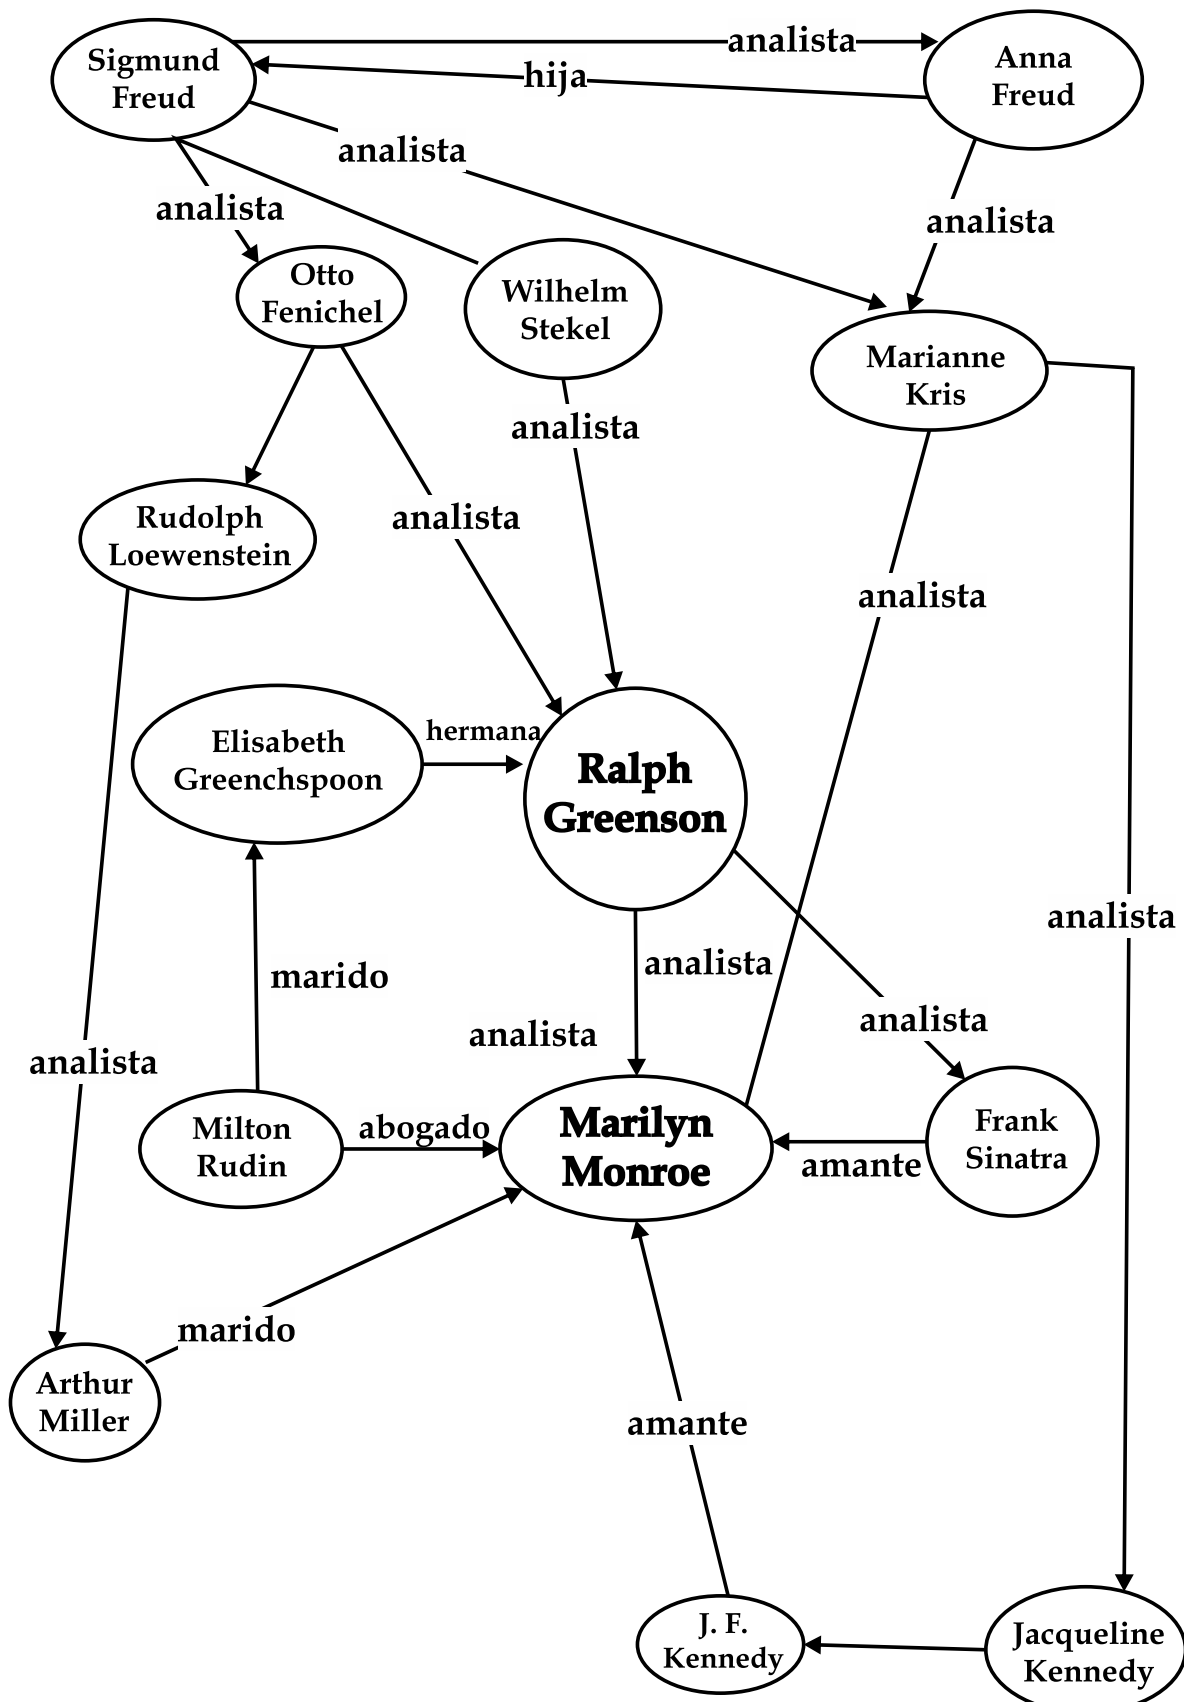 Sigmund
Freud
analista
hija
Anna
Freud
analista
analista
analista
Otto
Fenichel
Wilhelm
Stekel
Marianne
Kris
analista
Rudolph
Loewenstein
analista
analista
Elisabeth
Greenchspoon
hermana
Ralph
Greenson
analista
marido
analista
analista
analista
analista
Milton
Rudin
abogado
Marilyn
Monroe
amante
Frank
Sinatra
marido
Arthur
Miller
amante
J. F.
Kennedy
Jacqueline
Kennedy